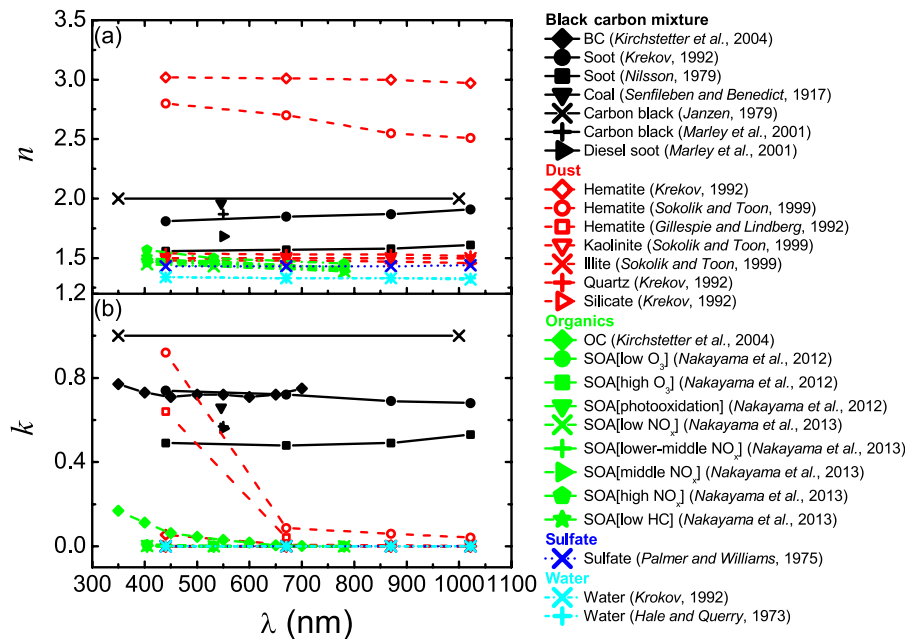 (a)
3.5
3.0
2.5
2.0
1.5
1.2
n
(b)
0.8
0.4
0.0
k
300 400 500 600 700 800 900 1000 1100
λ (nm)
Black carbon mixture
BC (Kirchstetter et al., 2004)
Soot (Krekov, 1992)
Soot (Nilsson, 1979)
Coal (Senfileben and Benedict, 1917)
Carbon black (Janzen, 1979)
Carbon black (Marley et al., 2001)
Diesel soot (Marley et al., 2001)
Dust
Hematite (Krekov, 1992)
Hematite (Sokolik and Toon, 1999)
Hematite (Gillespie and Lindberg, 1992)
Kaolinite (Sokolik and Toon, 1999)
Illite (Sokolik and Toon, 1999)
Quartz (Krekov, 1992)
Silicate (Krekov, 1992)
Organics
OC (Kirchstetter et al., 2004)
SOA[low O3] (Nakayama et al., 2012)
SOA[high O3] (Nakayama et al., 2012)
SOA[photooxidation] (Nakayama et al., 2012)
SOA[low NOx] (Nakayama et al., 2013)
SOA[lower-middle NOx] (Nakayama et al., 2013)
SOA[middle NOx] (Nakayama et al., 2013)
SOA[high NOx] (Nakayama et al., 2013)
SOA[low HC] (Nakayama et al., 2013)
Sulfate
Sulfate (Palmer and Williams, 1975)
Water
Water (Krokov, 1992)
Water (Hale and Querry, 1973)